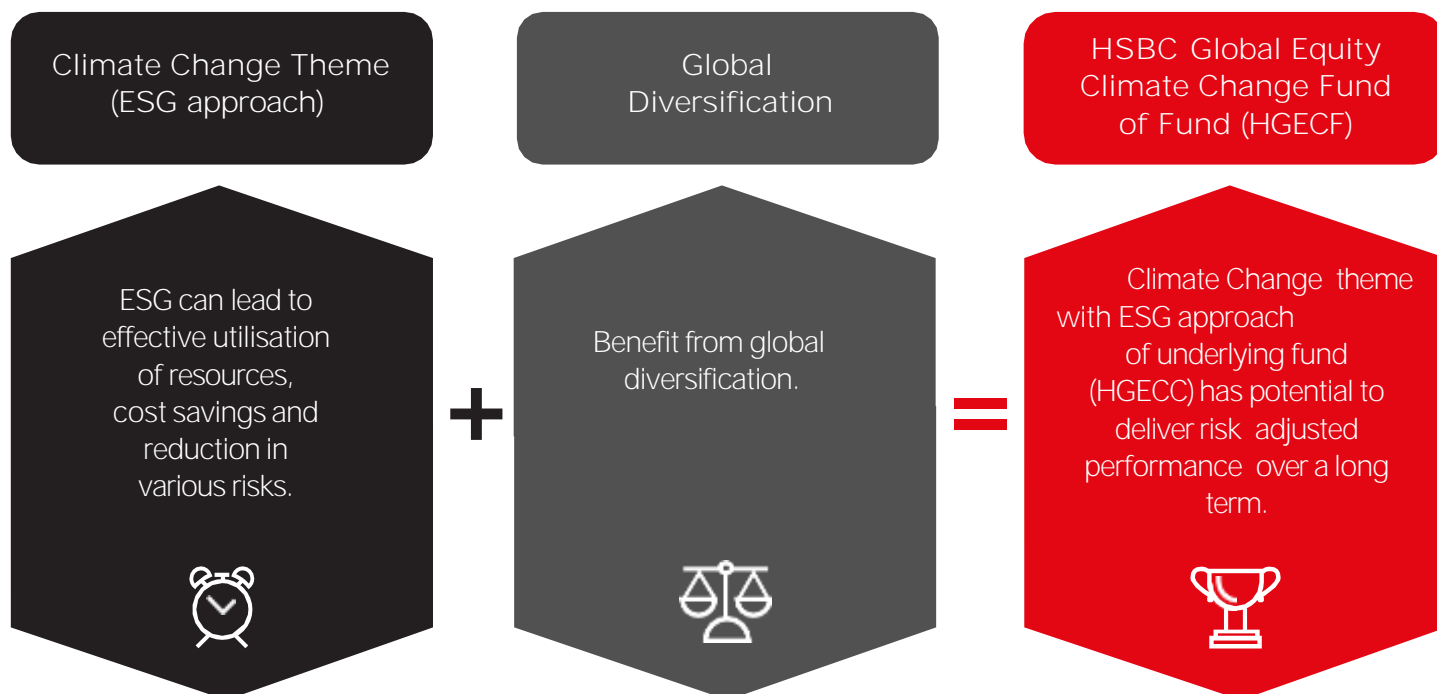 Climate Change Theme
(ESG approach)
Global
Diversification
HSBC Global Equity
Climate Change Fund
of Fund (HGECF)
ESG can lead to
effective utilisation
of resources,
cost savings and
reduction in
various risks.
+
Benefit from global
diversification.
=
Climate Change theme
with ESG approach
of underlying fund
(HGECC) has potential to
deliver risk adjusted
performance over a long
term.